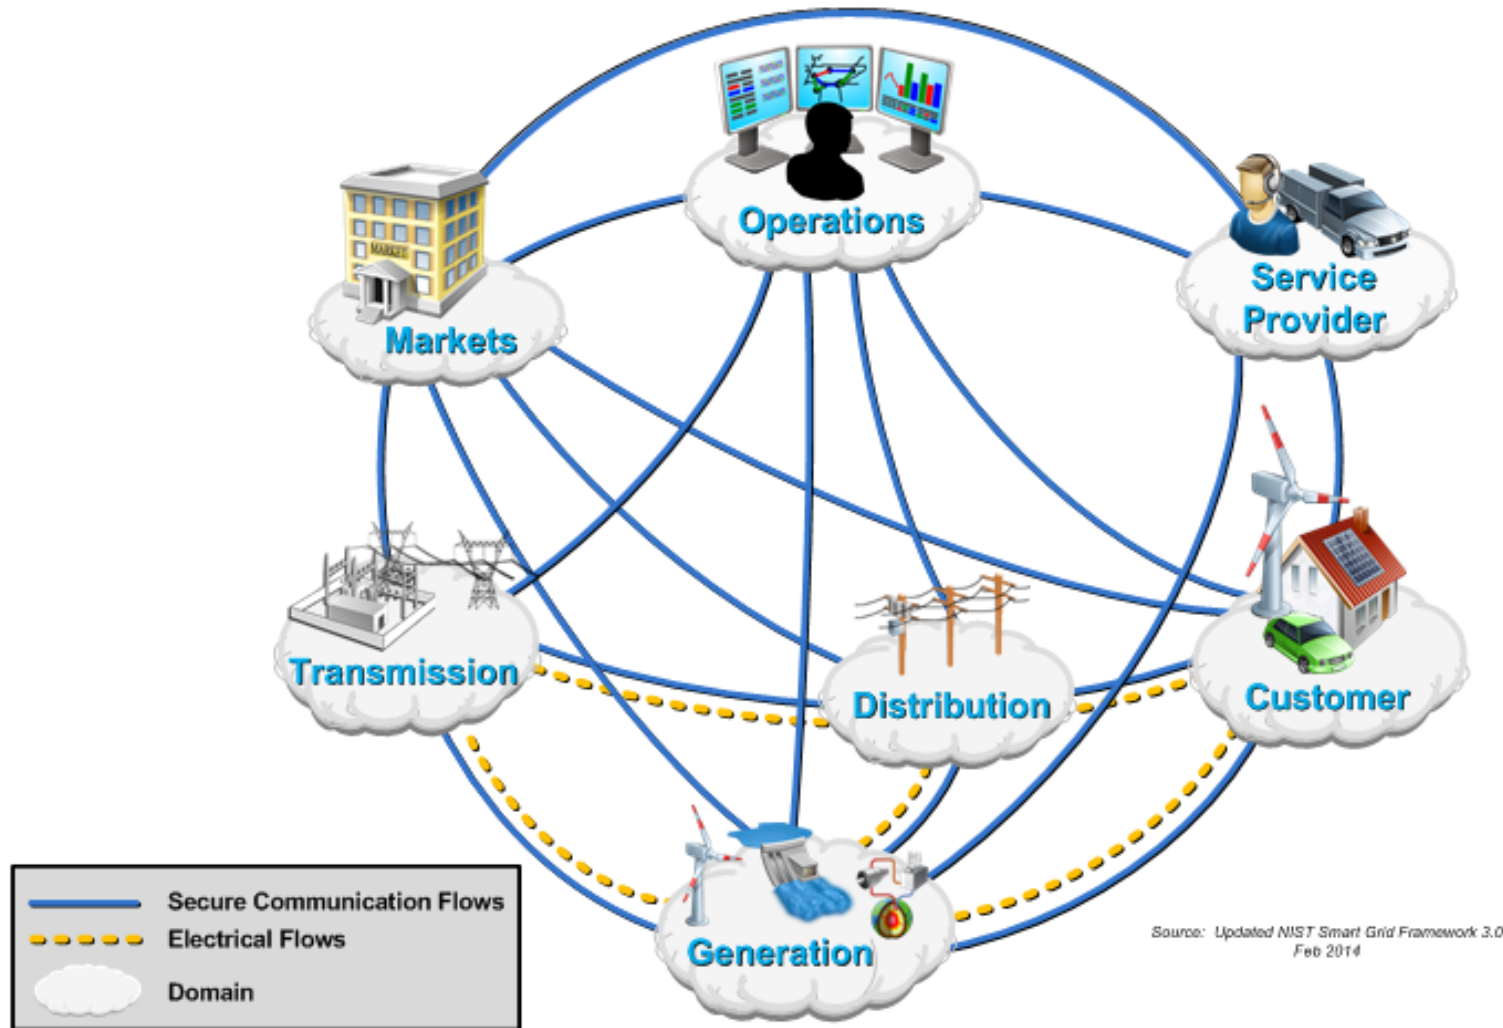 Operations
MARKET
Service
Provider
Markets
Transmission
Distribution
Customer
Generation
Secure Communication Flows
Electrical Flows
Domain
Source: Updated NIST Smart Grid Framework 3.0
Feb 2014